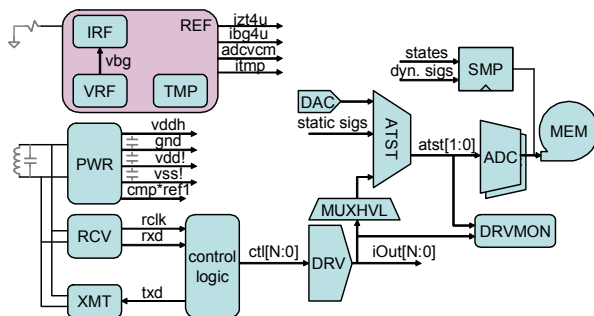 IRF
REF
izt4u
ibg4u
adcvcm
itmp
vbg
VRF
TMP
states
dyn. sigs
SMP
DAC
static sigs
ATST
atst[1:0]
ADC
MEM
PWR
vddh
gnd
vdd!
vss!
cmp*ref1
MUXHVL
DRVMON
RCV
rclk
rxd
control
logic
ctl[N:0]
DRV
iOut[N:0]
XMT
txd